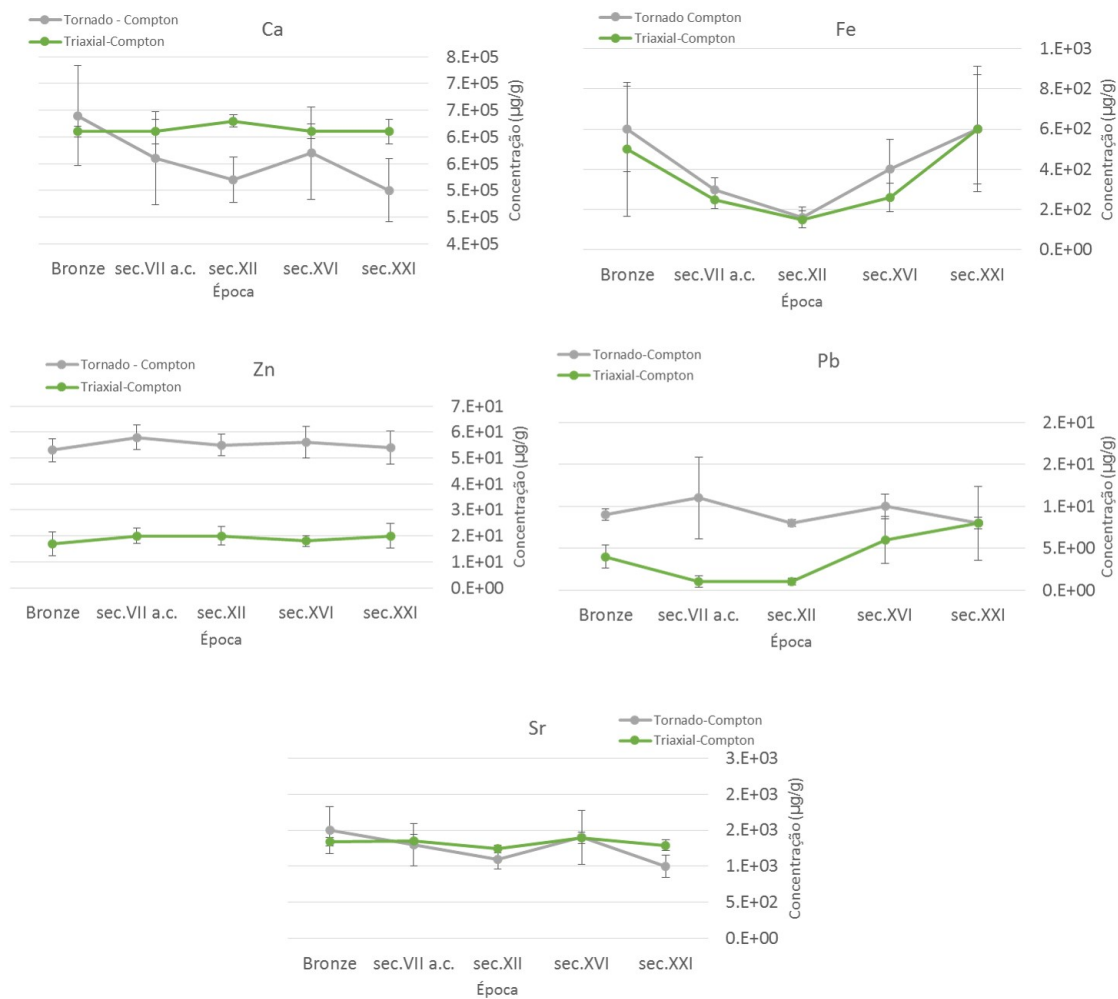 Tornado - Compton
Triaxial-Compton
Ca
8.E+05
7.E+05
7.E+05
6.E+05
6.E+05
5.E+05
5.E+05
4.E+05
Concentração (µg/g)
Bronze sec.VII a.c. sec.XII sec.XVI sec.XXI
Época
Tornado Compton
Triaxial-Compton
Fe
1.E+03
8.E+02
6.E+02
4.E+02
2.E+02
0.E+00
Concentração (µg/g)
Bronze sec.VII a.c. sec.XII sec.XVI sec.XXI
Época
Tornado - Compton
Triaxial-Compton
Zn
7.E+01
6.E+01
5.E+01
4.E+01
3.E+01
2.E+01
1.E+01
0.E+00
Concentração (µg/g)
Bronze sec.VII a.c. sec.XII sec.XVI sec.XXI
Época
Tornado-Compton
Triaxial-Compton
Pb
2.E+01
2.E+01
1.E+01
5.E+00
0.E+00
Concentração (µg/g)
Bronze sec.VII a.c. sec.XII sec.XVI sec.XXI
Época
Tornado-Compton
Triaxial-Compton
Sr
3.E+03
2.E+03
2.E+03
1.E+03
5.E+02
0.E+00
Concentração (µg/g)
Bronze sec.VII a.c. sec.XII sec.XVI sec.XXI
Época